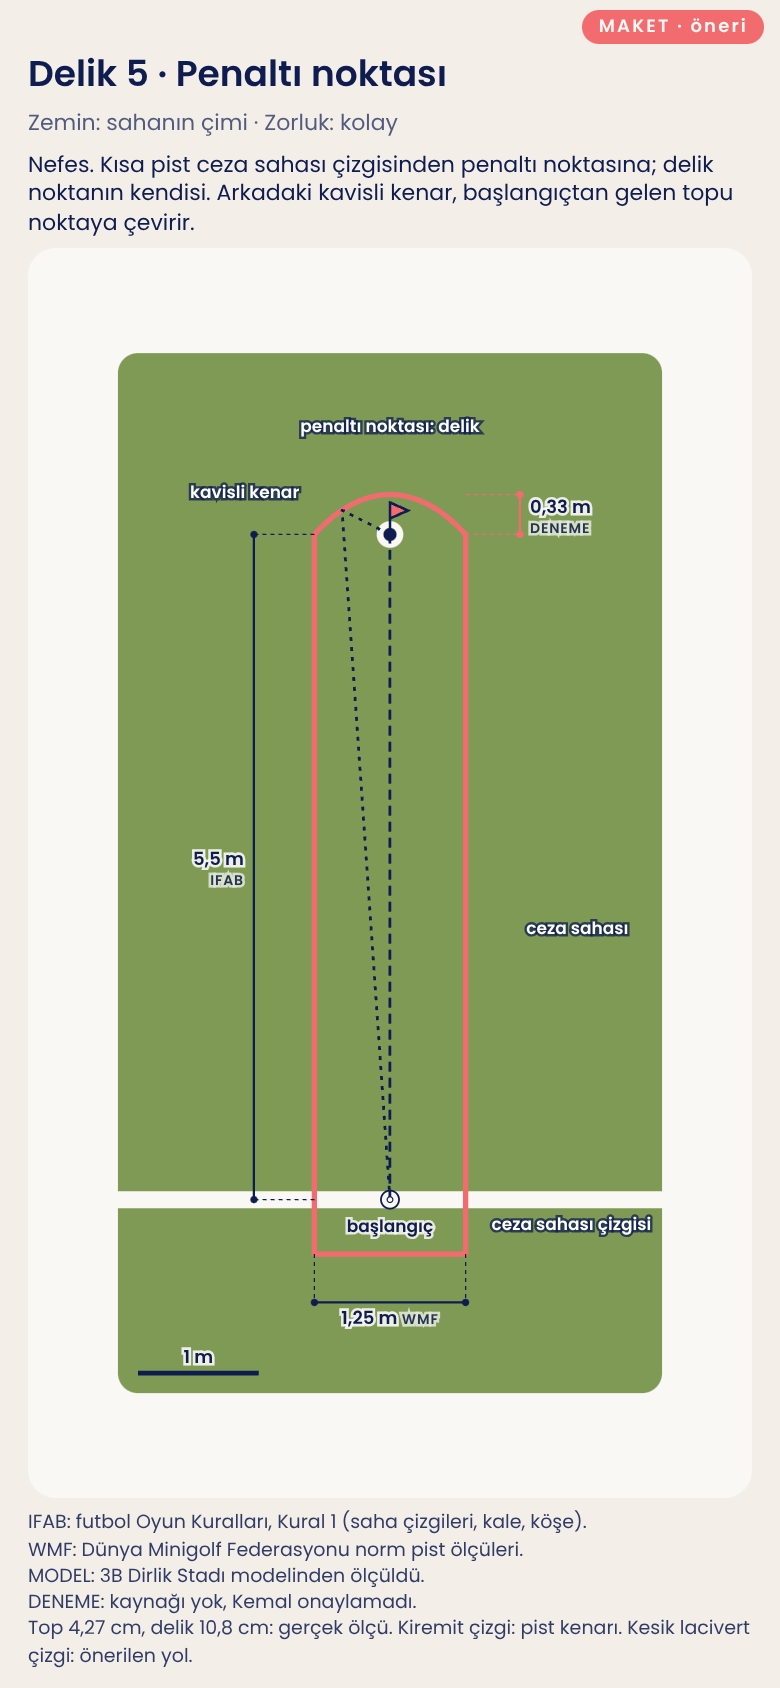 MAKET · öneri
Delik 5 · Penaltı noktası
Zemin: sahanın çimi · Zorluk: kolay
Nefes. Kısa pist ceza sahası çizgisinden penaltı noktasına; delik
noktanın kendisi. Arkadaki kavisli kenar, başlangıçtan gelen topu
noktaya çevirir.
penaltı noktası: delik
kavisli kenar
0,33 m
DENEME
5,5 m
IFAB
ceza sahası
başlangıç
ceza sahası çizgisi
1,25 m WMF
1 m
IFAB: futbol Oyun Kuralları, Kural 1 (saha çizgileri, kale, köşe).
WMF: Dünya Minigolf Federasyonu norm pist ölçüleri.
MODEL: 3B Dirlik Stadı modelinden ölçüldü.
DENEME: kaynağı yok, Kemal onaylamadı.
Top 4,27 cm, delik 10,8 cm: gerçek ölçü. Kiremit çizgi: pist kenarı. Kesik lacivert
çizgi: önerilen yol.